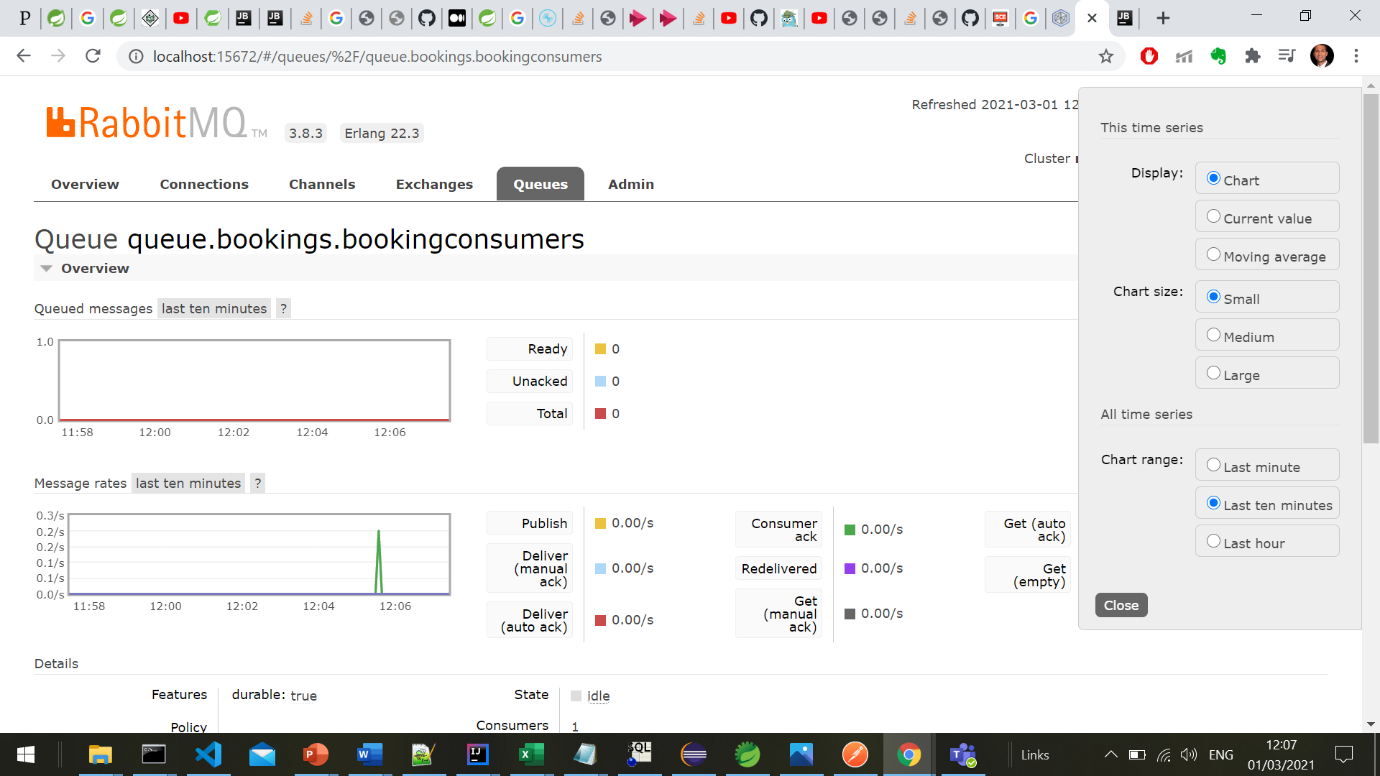 localhost:15672/#/queues/%2F/queue.bookings.bookingconsumers
RabbitMQ TM 3.8.3 Erlang 22.3
Refreshed 2021-03-01 12
Cluster
Overview Connections Channels Exchanges Queues Admin
Queue queue.bookings.bookingconsumers
Overview
Queued messages last ten minutes ?
1.0
0.0
11:58 12:00 12:02 12:04 12:06
Ready 0
Unacked 0
Total 0
Message rates last ten minutes ?
0.3/s
0.2/s
0.2/s
0.1/s
0.1/s
0.0/s
11:58 12:00 12:02 12:04 12:06
Publish 0.00/s
Deliver
(manual
ack) 0.00/s
Deliver
(auto ack) 0.00/s
Consumer
ack 0.00/s
Redelivered 0.00/s
Get
(manual
ack) 0.00/s
Get (auto
ack)
Get
(empty)
Details
Features durable: true
Policy
State idle
Consumers 1
This time series
Display: Chart
Current value
Moving average
Chart size: Small
Medium
Large
All time series
Chart range: Last minute
Last ten minutes
Last hour
Close
Links
ENG
12:07
01/03/2021